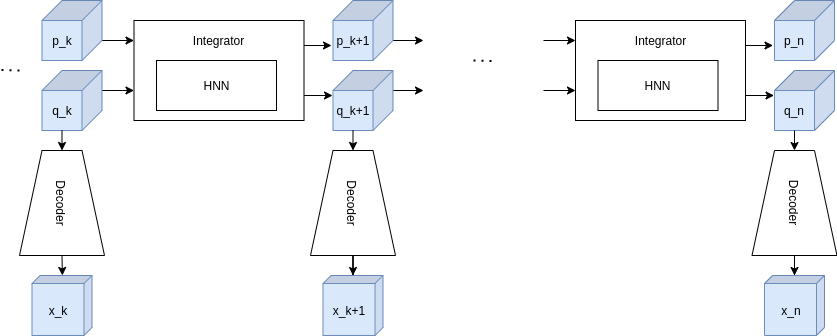 p_k
Integrator
p_k+1
Integrator
p_n
...
...
q_k
HNN
q_k+1
HNN
q_n
Decoder
Decoder
Decoder
x_k
x_k+1
x_n